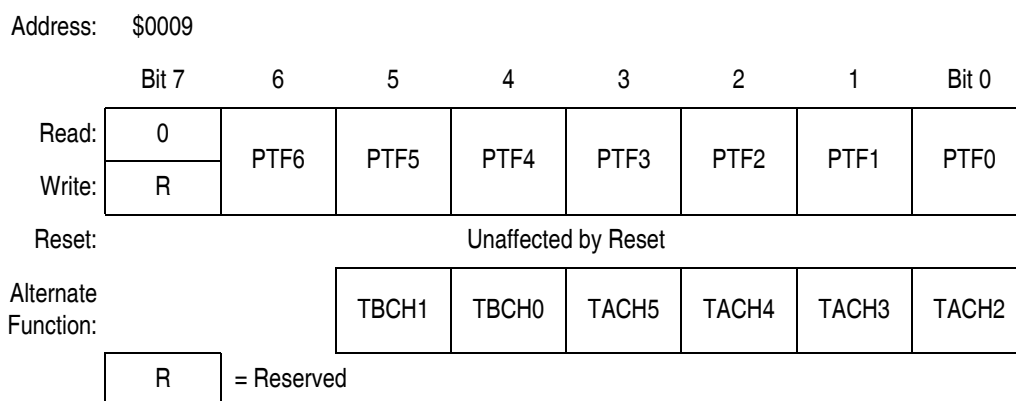 Address: $0009
Bit 7 6 5 4 3 2 1 Bit 0
Read: 0 PTF6 PTF5 PTF4 PTF3 PTF2 PTF1 PTF0
Write: R
Reset: Unaffected by Reset
Alternate
Function: TBCH1 TBCH0 TACH5 TACH4 TACH3 TACH2
R = Reserved